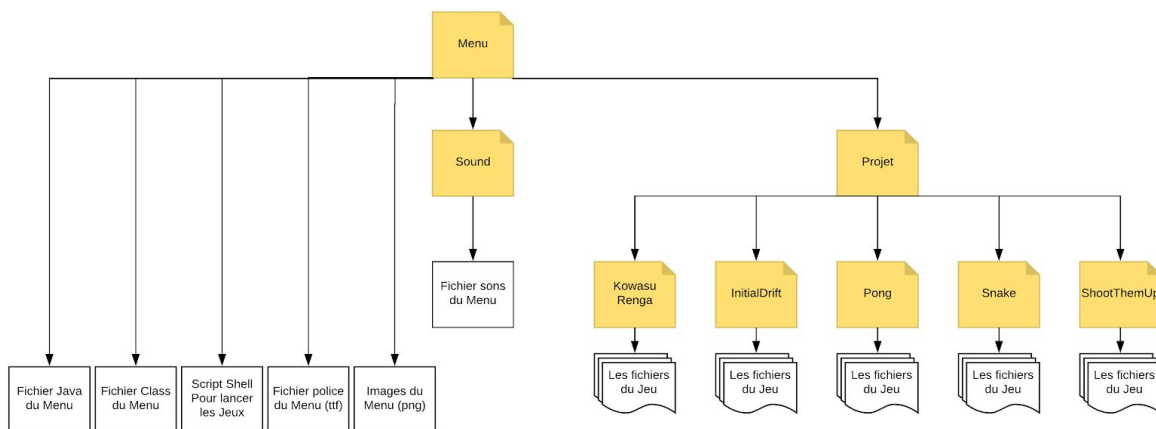 Menu
Sound
Projet
Fichier sons
du Menu
Kowasu
Renga
InitialDrift
Pong
Snake
ShootThemUp
Fichier Java
du Menu
Fichier Class
du Menu
Script Shell
Pour lancer
les Jeux
Fichier police
du Menu (ttf)
Images du
Menu (png)
Les fichiers
du Jeu
Les fichiers
du Jeu
Les fichiers
du Jeu
Les fichiers
du Jeu
Les fichiers
du Jeu